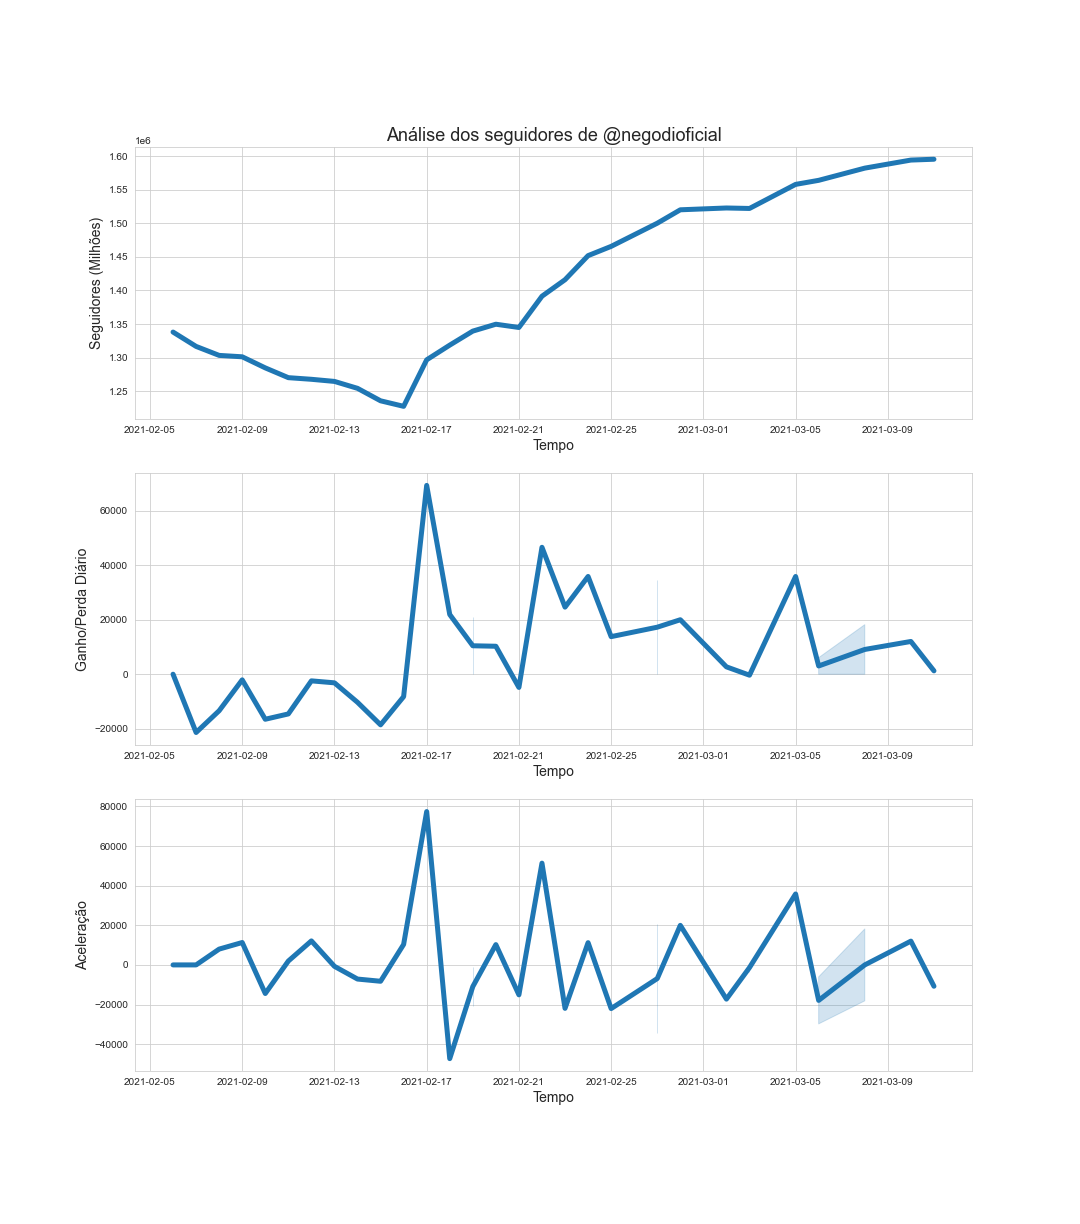 Análise dos seguidores de @negodioficial
1e6
1.60
1.55
1.50
1.45
1.40
1.35
1.30
1.25
Seguidores (Milhões)
2021-02-05 2021-02-09 2021-02-13 2021-02-17 2021-02-21 2021-02-25 2021-03-01 2021-03-05 2021-03-09
Tempo
60000
40000
20000
0
−20000
Ganho/Perda Diário
2021-02-05 2021-02-09 2021-02-13 2021-02-17 2021-02-21 2021-02-25 2021-03-01 2021-03-05 2021-03-09
Tempo
80000
60000
40000
20000
0
−20000
−40000
Aceleração
2021-02-05 2021-02-09 2021-02-13 2021-02-17 2021-02-21 2021-02-25 2021-03-01 2021-03-05 2021-03-09
Tempo